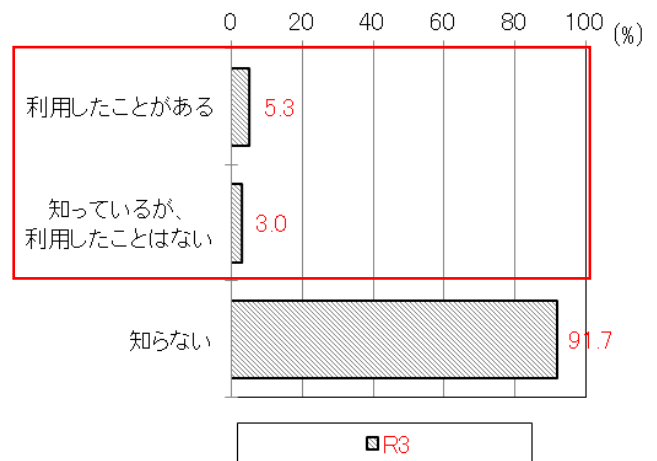 0 20 40 60 80 100 (%)
利用したことがある 5.3
知っているが、
利用したことはない 3.0
知らない 91.7
R3